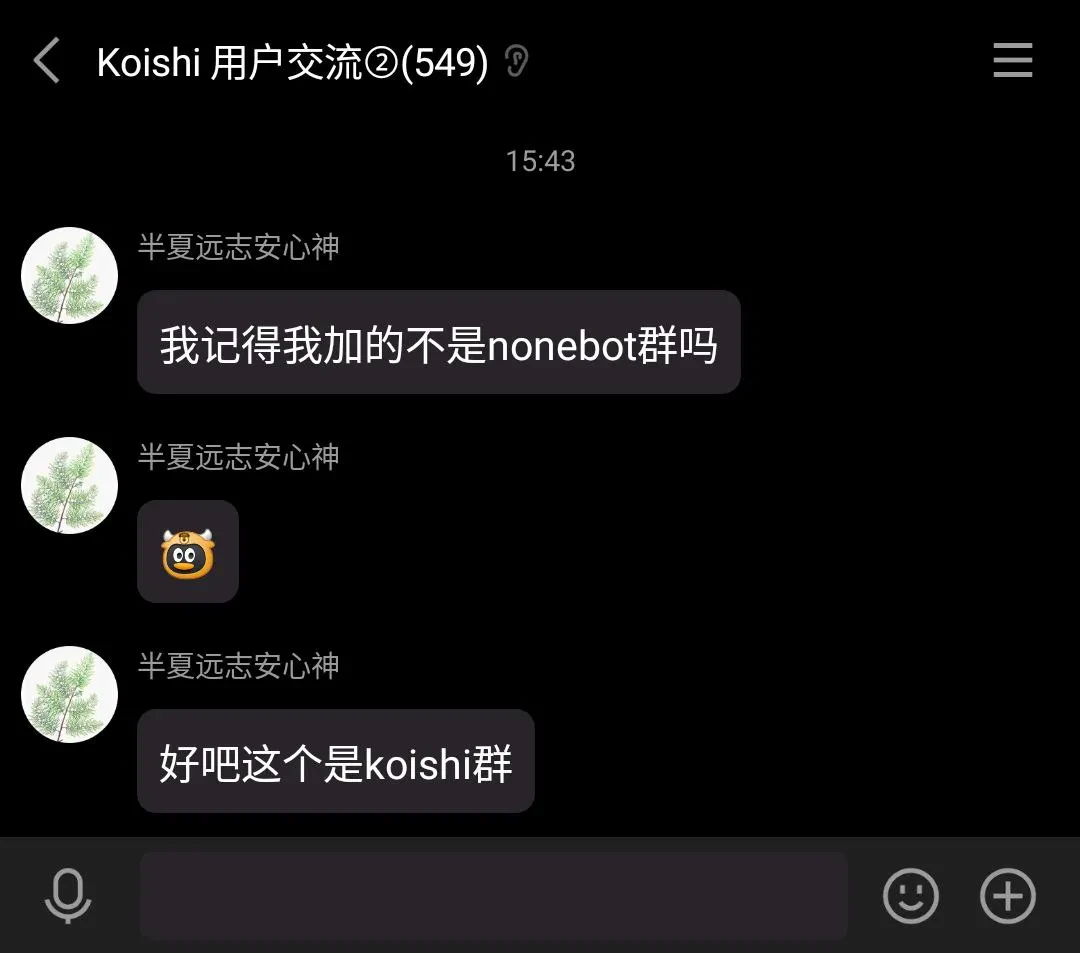 Koishi 用户交流②(549)
15:43
半夏远志安心神
我记得我加的不是nonebot群吗
半夏远志安心神
半夏远志安心神
好吧这个是koishi群